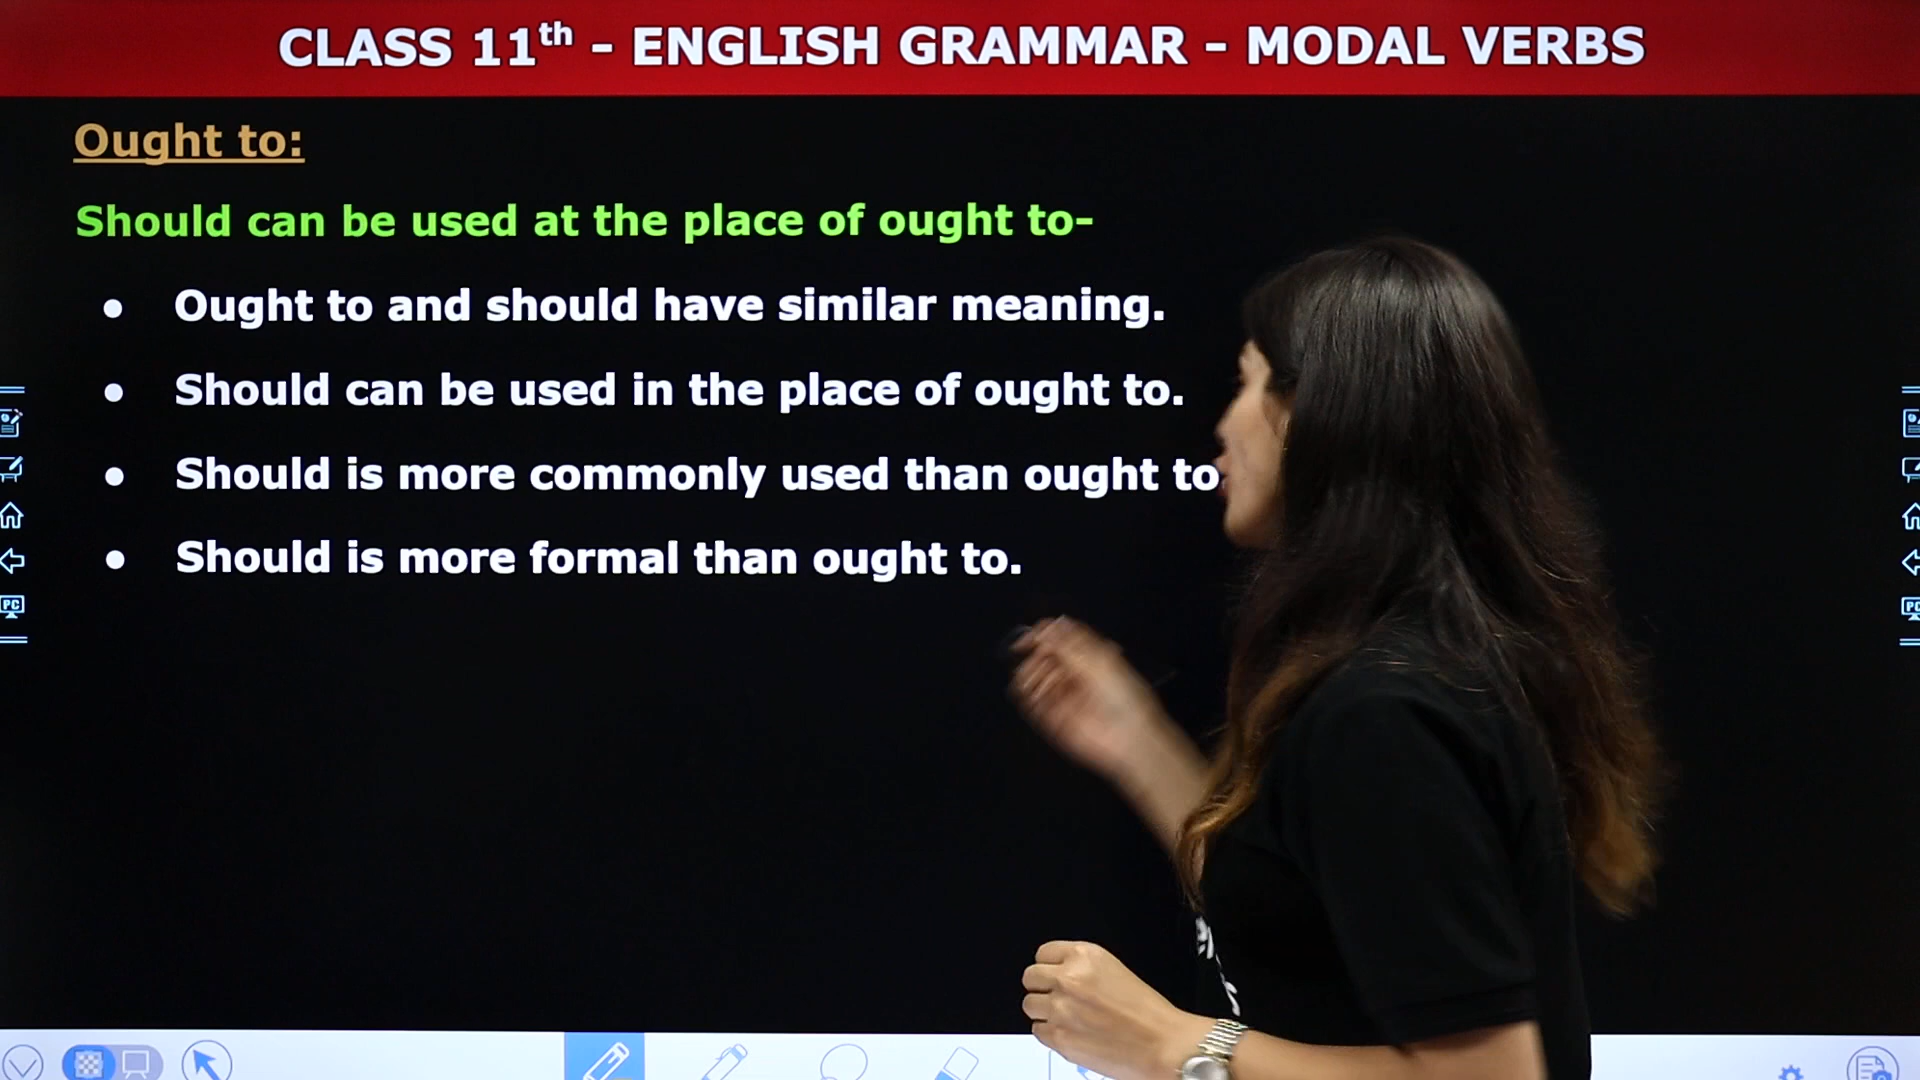 CLASS 11th - ENGLISH GRAMMAR - MODAL VERBS
Ought to:
Should can be used at the place of ought to-
• Ought to and should have similar meaning.
• Should can be used in the place of ought to.
• Should is more commonly used than ought to.
• Should is more formal than ought to.
PC
PC